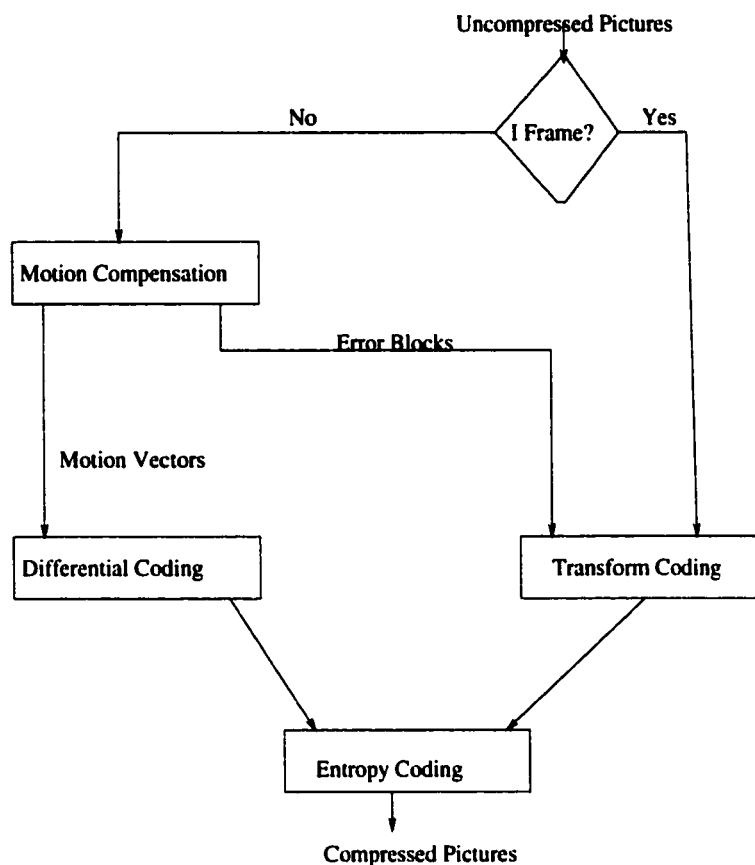 Uncompressed Pictures
No
I Frame?
Yes
Motion Compensation
Error Blocks
Motion Vectors
Differential Coding
Transform Coding
Entropy Coding
Compressed Pictures